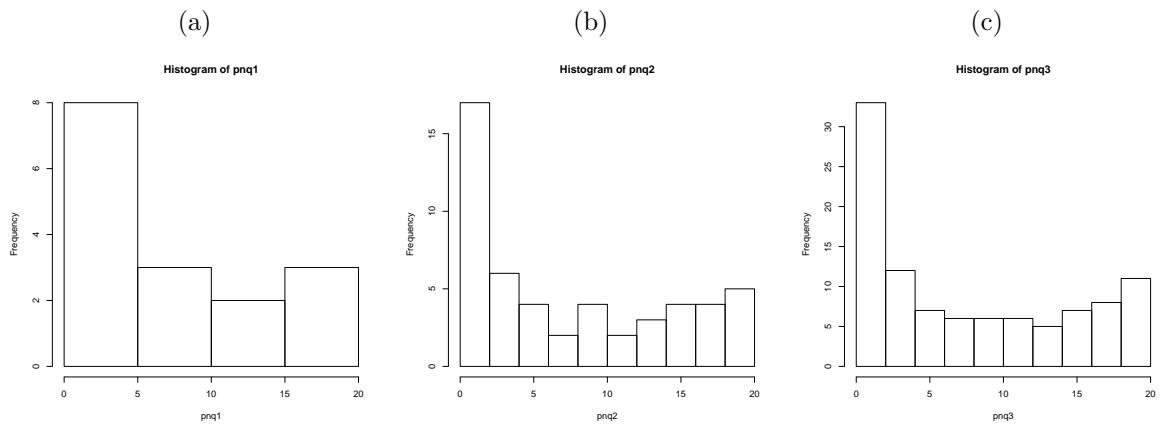 (a) (b) (c)
Histogram of pnq1 Histogram of pnq2 Histogram of pnq3
Frequency
0 2 4 6 8
0 5 10 15 20
pnq1
Frequency
0 5 10 15
0 5 10 15 20
pnq2
Frequency
0 5 10 15 20 25 30
0 5 10 15 20
pnq3